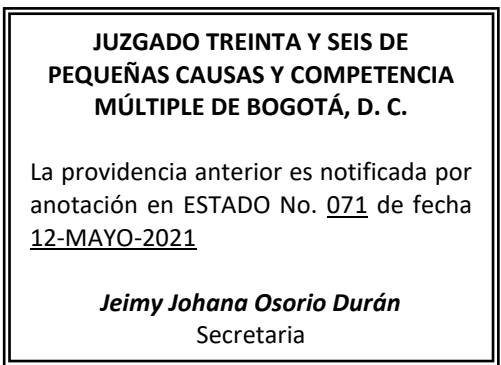 JUZGADO TREINTA Y SEIS DE
PEQUEÑAS CAUSAS Y COMPETENCIA
MÚLTIPLE DE BOGOTÁ, D. C.
La providencia anterior es notificada por
anotación en ESTADO No. 071 de fecha
12-MAYO-2021
Jeimy Johana Osorio Durán
Secretaria